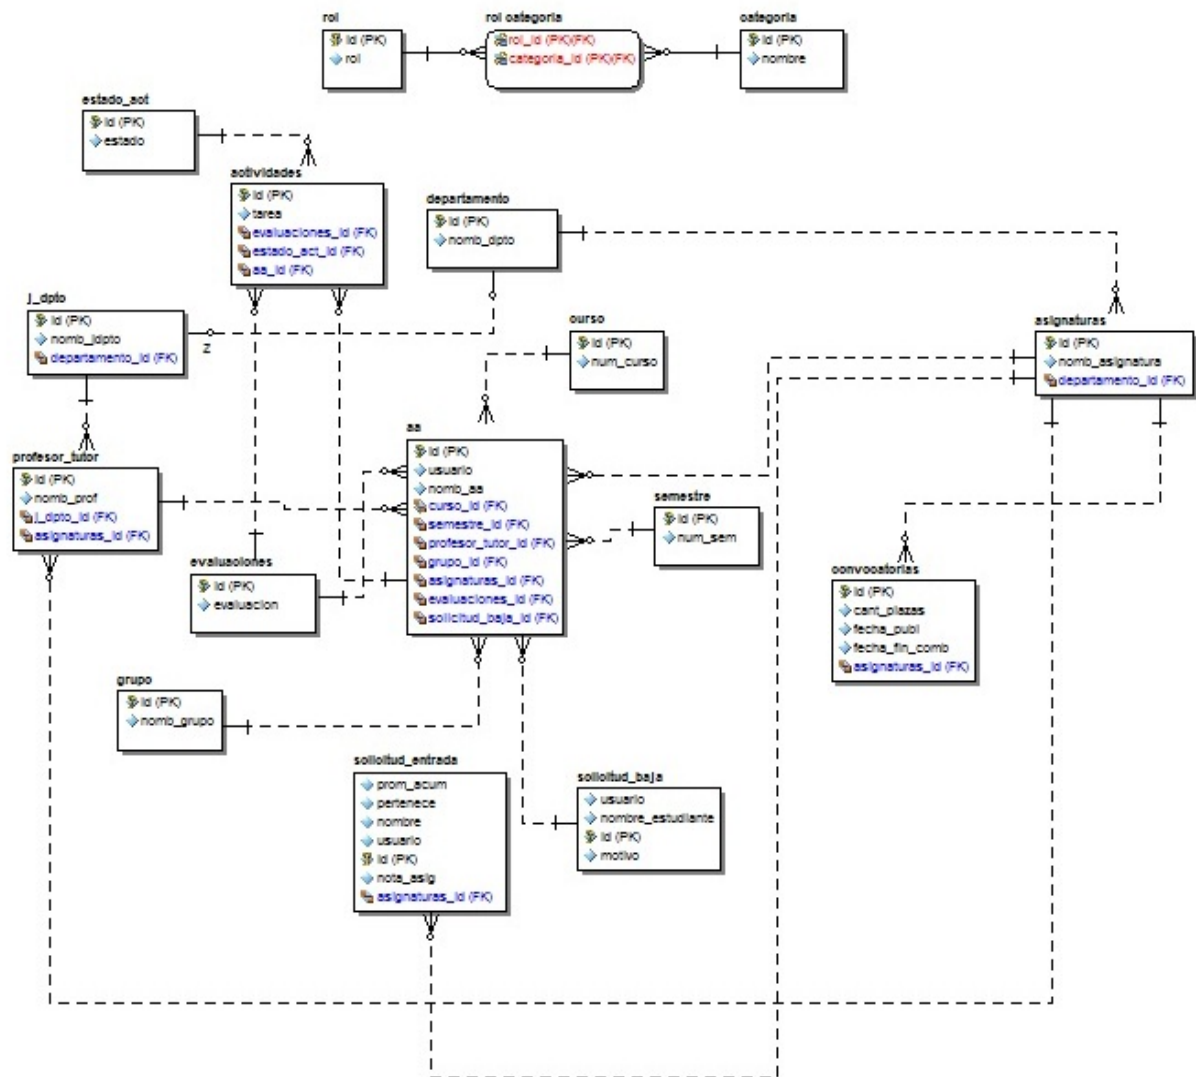 rol
Id (PK)
rol
rol categoria
rol_id (PK)(FK)
categoria_id (PK)(FK)
categoria
Id (PK)
nombre
estado_act
Id (PK)
estado
actividades
Id (PK)
tarea
evaluaciones_id (FK)
estado_act_id (FK)
aa_id (FK)
departamento
Id (PK)
nomb_dpto
j_dpto
Id (PK)
nomb_jdpto
departamento_id (FK)
Z
curso
Id (PK)
num_curso
asignaturas
Id (PK)
nomb_asignatura
departamento_id (FK)
profesor_tutor
Id (PK)
nomb_prof
j_dpto_id (FK)
asignaturas_id (FK)
aa
Id (PK)
usuario
nomb_aa
curso_id (FK)
semestre_id (FK)
profesor_tutor_id (FK)
grupo_id (FK)
asignaturas_id (FK)
evaluaciones_id (FK)
solicitud_baja_id (FK)
semestre
Id (PK)
num_sem
evaluaciones
Id (PK)
evaluacion
convocatorias
Id (PK)
cant_plazas
fecha_publ
fecha_fin_comb
asignaturas_id (FK)
grupo
Id (PK)
nomb_grupo
solicitud_entrada
prom_acum
pertenece
nombre
usuario
Id (PK)
nota_asig
asignaturas_id (FK)
solicitud_baja
usuario
nombre_estudiante
Id (PK)
motivo